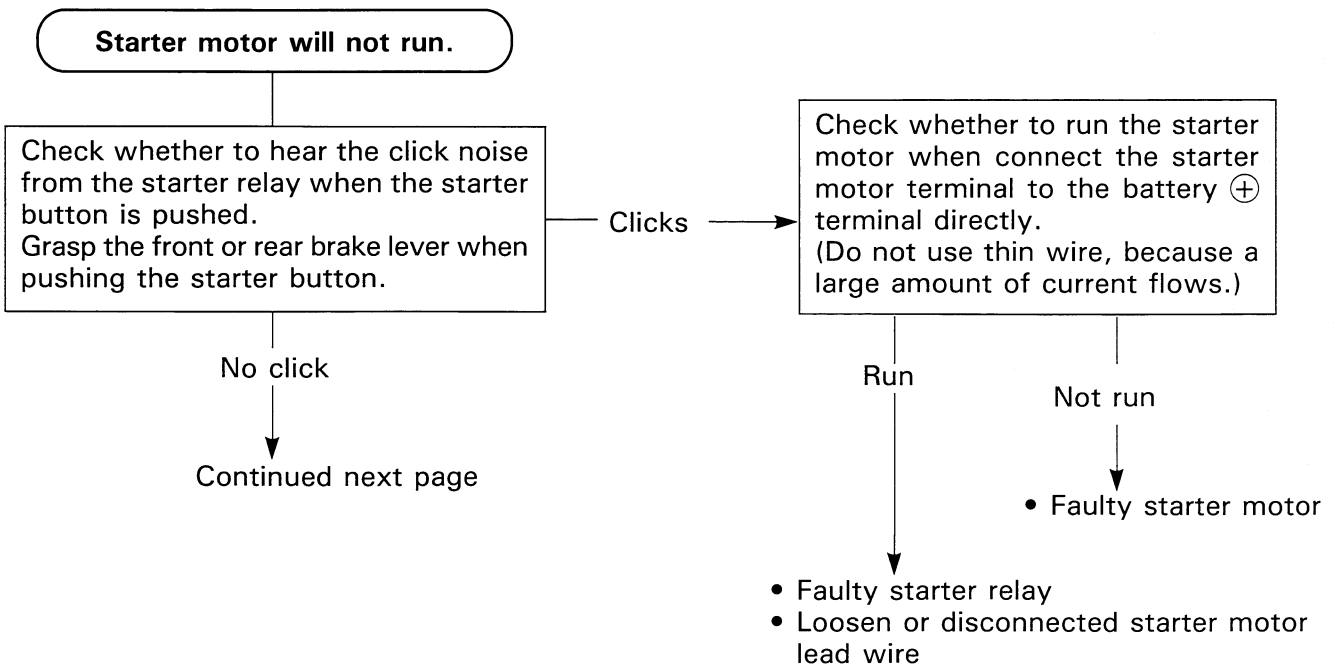 Starter motor will not run.
Check whether to hear the click noise
from the starter relay when the starter
button is pushed.
Grasp the front or rear brake lever when
pushing the starter button.
Clicks
Check whether to run the starter
motor when connect the starter
motor terminal to the battery ⊕
terminal directly.
(Do not use thin wire, because a
large amount of current flows.)
No click
Continued next page
Run
Not run
• Faulty starter motor
• Faulty starter relay
• Loosen or disconnected starter motor
lead wire